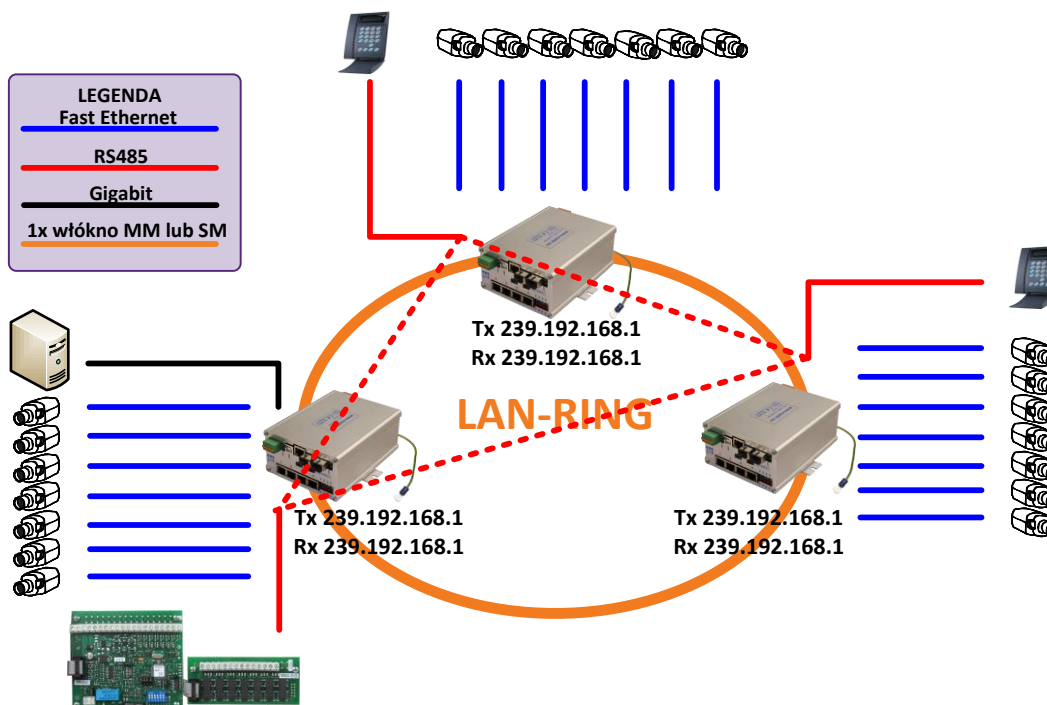 LEGENDA
Fast Ethernet
RS485
Gigabit
1x włókno MM lub SM
Tx 239.192.168.1
Rx 239.192.168.1
LAN-RING
Tx 239.192.168.1
Rx 239.192.168.1
Tx 239.192.168.1
Rx 239.192.168.1